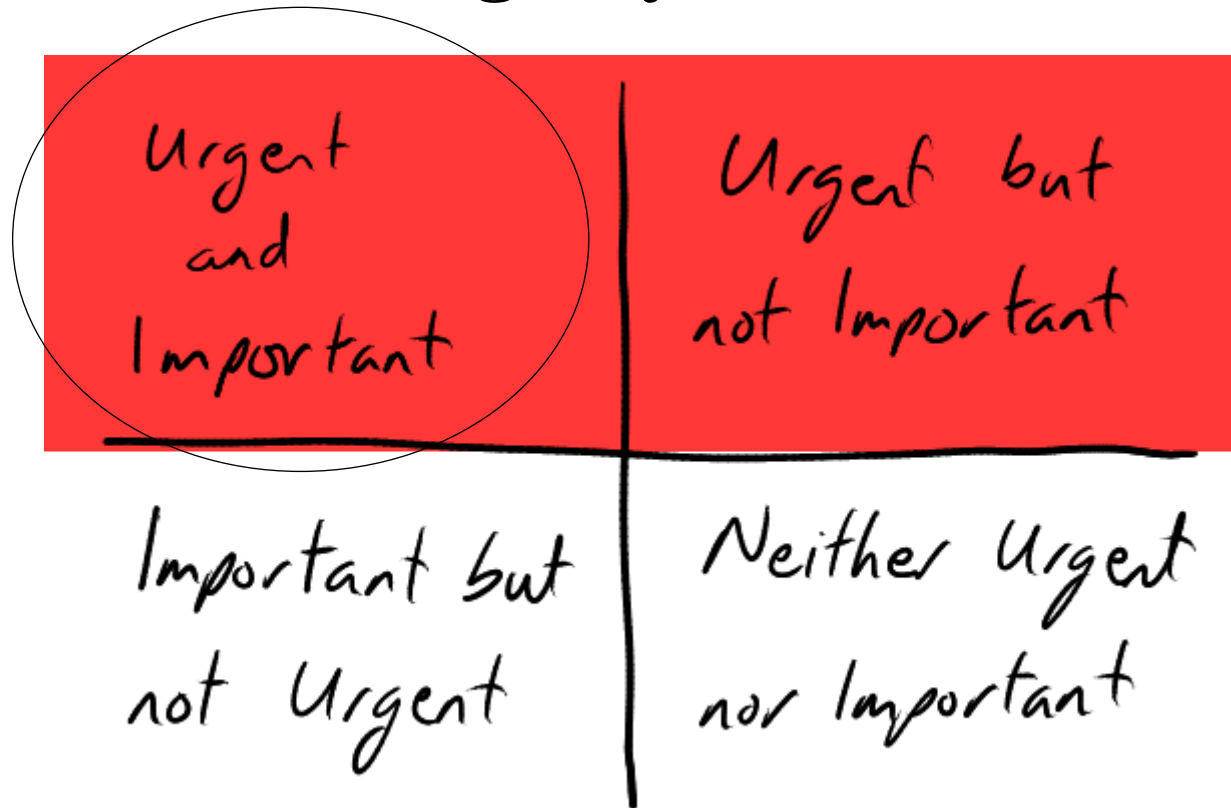 Urgent
and
Important
Urgent but
not Important
Important but
not Urgent
Neither Urgent
nor Important